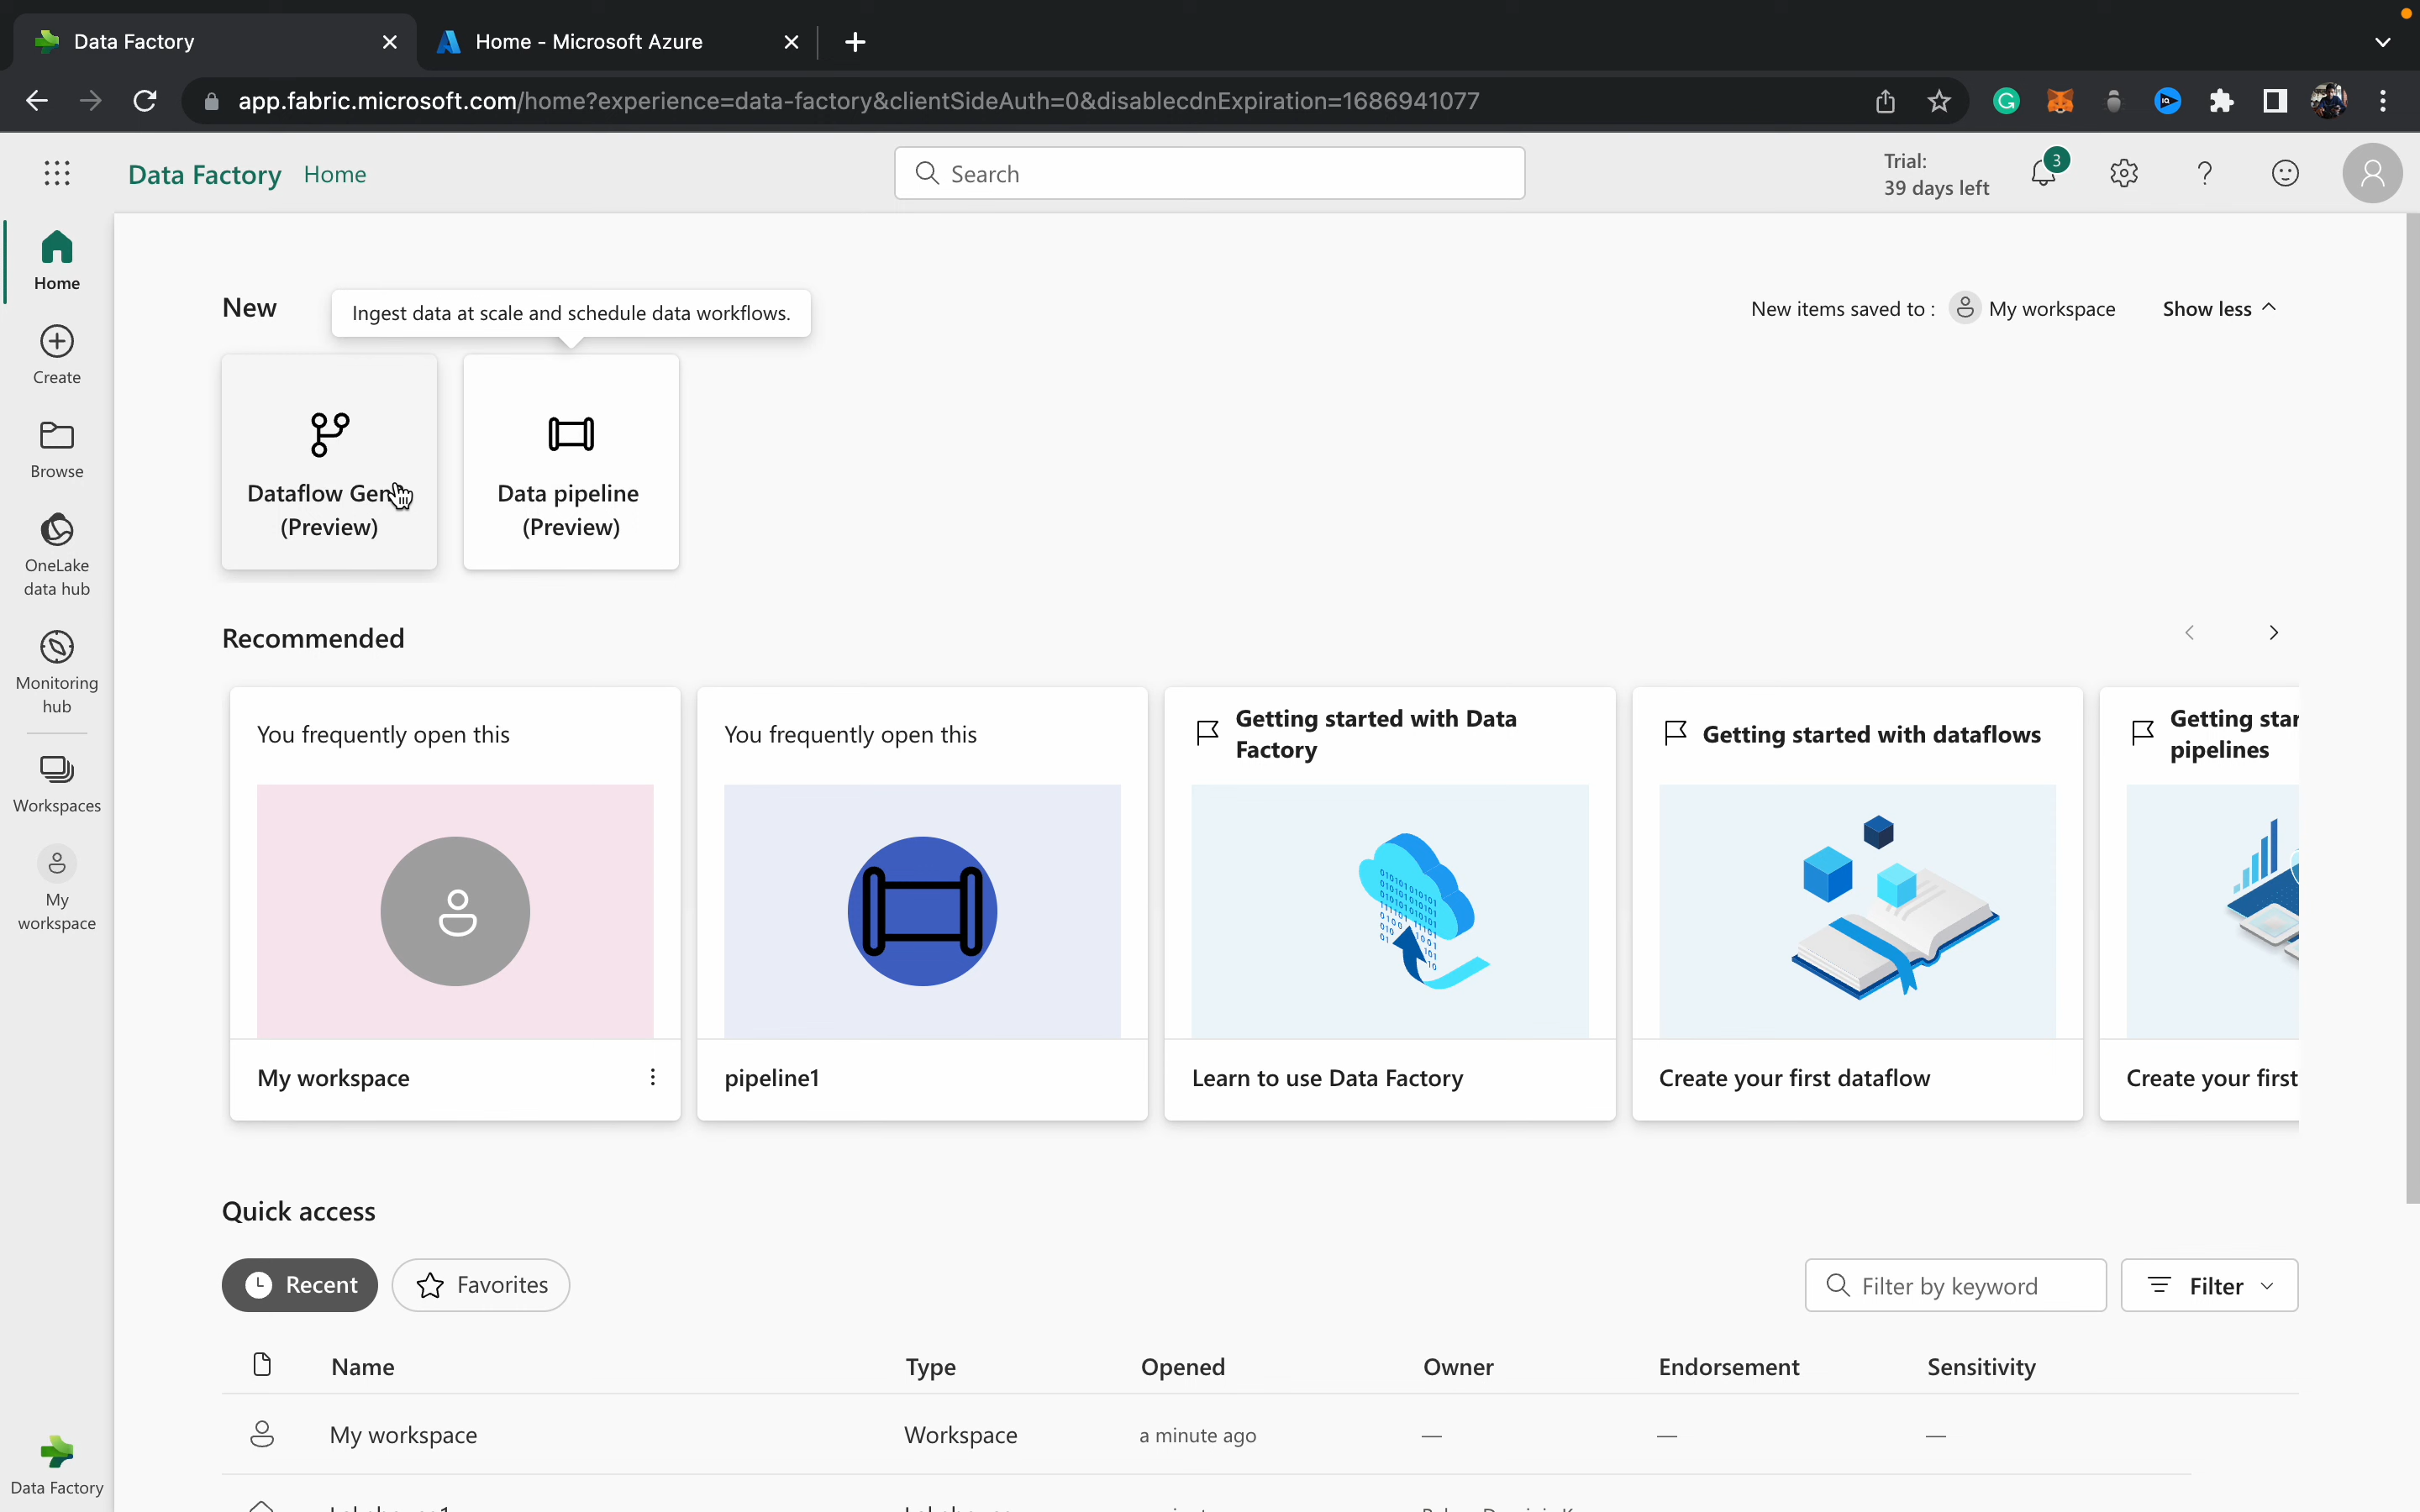 Data Factory
Home - Microsoft Azure
app.fabric.microsoft.com/home?experience=data-factory&clientSideAuth=0&disablecdnExpiration=1686941077
Data Factory Home
Search
Trial:
39 days left
3
Home
Create
Browse
OneLake
data hub
Monitoring
hub
Workspaces
My
workspace
Data Factory
New
Ingest data at scale and schedule data workflows.
New items saved to : My workspace
Show less
Dataflow Gen
(Preview)
Data pipeline
(Preview)
Recommended
You frequently open this
My workspace
You frequently open this
pipeline1
Getting started with Data
Factory
Learn to use Data Factory
Getting started with dataflows
Create your first dataflow
Getting star
pipelines
Create your first
Quick access
Recent
Favorites
Filter by keyword
Filter
Name Type Opened Owner Endorsement Sensitivity
My workspace Workspace a minute ago — — —